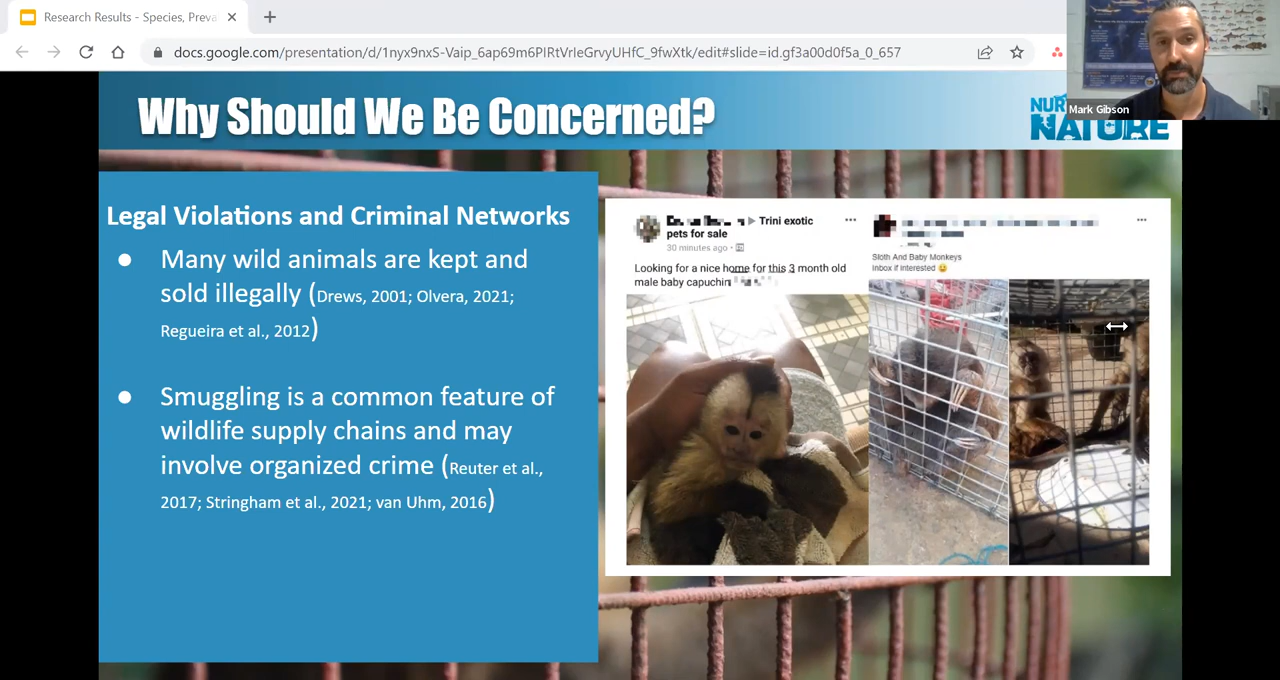 Research Results - Species, Preva
docs.google.com/presentation/d/1nyx9nxS-Vaip_6ap69m6PIRtVrIeGrvyUHfC_9fwXtk/edit#slide=id.gf3a00d0f5a_0_657
Mark Gibson
Why Should We Be Concerned?
NATURE
Legal Violations and Criminal Networks
● Many wild animals are kept and
sold illegally (Drews, 2001; Olvera, 2021;
Regueira et al., 2012)
● Smuggling is a common feature of
wildlife supply chains and may
involve organized crime (Reuter et al.,
2017; Stringham et al., 2021; van Uhm, 2016)
Trini exotic
pets for sale
30 minutes ago
Looking for a nice home for this 3 month old
male baby capuchin
Sloth And Baby Monkeys
Inbox if interested 😀